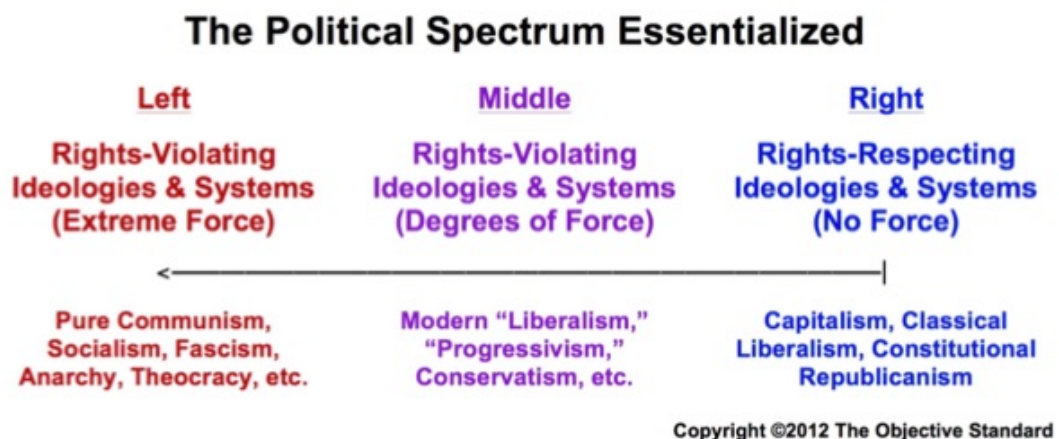 The Political Spectrum Essentialized
Left
Rights-Violating
Ideologies & Systems
(Extreme Force)
Middle
Rights-Violating
Ideologies & Systems
(Degrees of Force)
Right
Rights-Respecting
Ideologies & Systems
(No Force)
Pure Communism,
Socialism, Fascism,
Anarchy, Theocracy, etc.
Modern “Liberalism,”
“Progressivism,”
Conservatism, etc.
Capitalism, Classical
Liberalism, Constitutional
Republicanism
Copyright ©2012 The Objective Standard